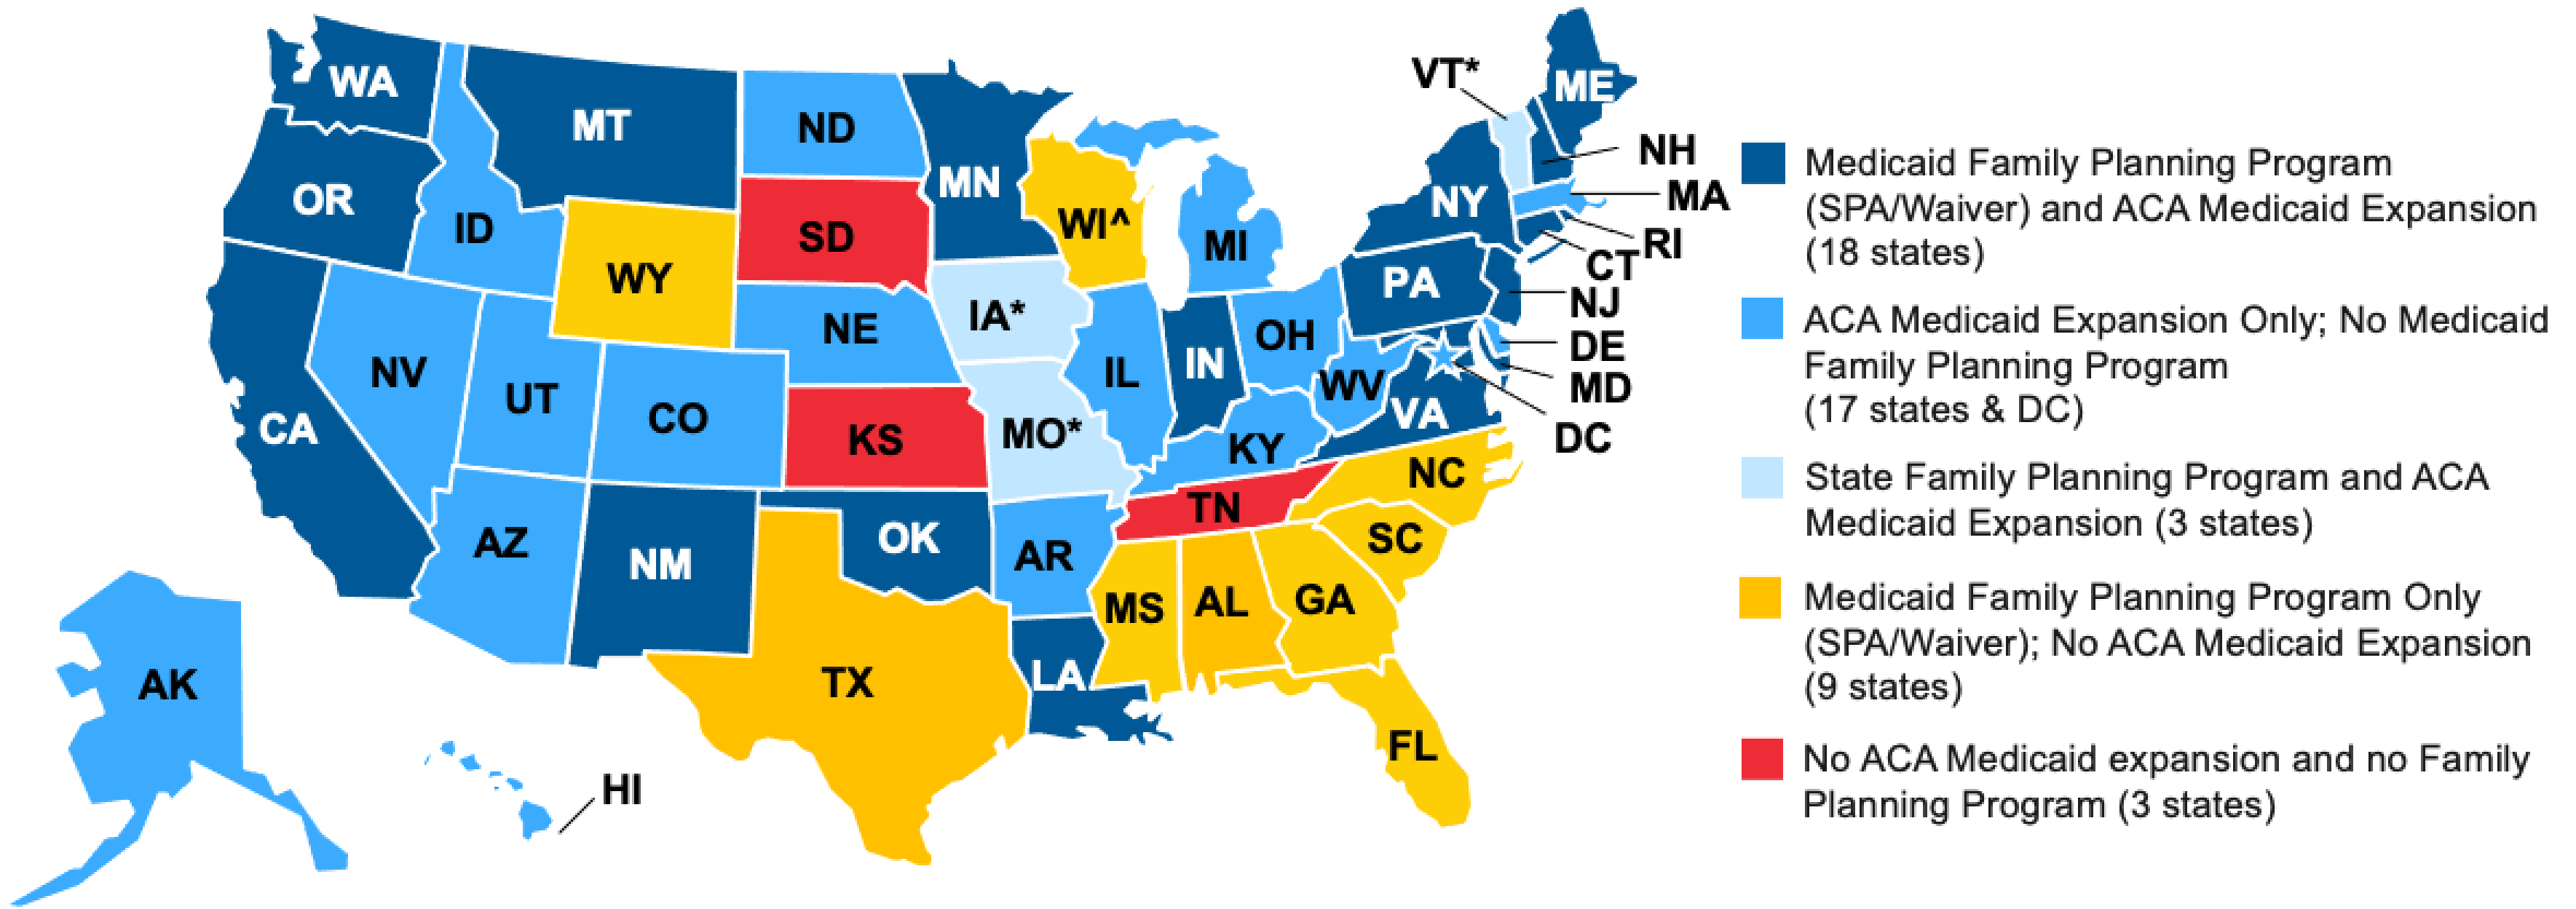 WA
MT
ND
MN
OR
ID
SD
WI^
WY
MI
NE
IA*
NV
UT
CO
KS
MO*
IL
IN
OH
WV
KY
VA
CA
AZ
NM
OK
AR
TN
NC
SC
MS
AL
GA
TX
LA
FL
AK
HI
VT*
ME
NH
MA
NY
RI
CT
PA
NJ
DE
MD
DC
Medicaid Family Planning Program
(SPA/Waiver) and ACA Medicaid Expansion
(18 states)
ACA Medicaid Expansion Only; No Medicaid
Family Planning Program
(17 states & DC)
State Family Planning Program and ACA
Medicaid Expansion (3 states)
Medicaid Family Planning Program Only
(SPA/Waiver); No ACA Medicaid Expansion
(9 states)
No ACA Medicaid expansion and no Family
Planning Program (3 states)